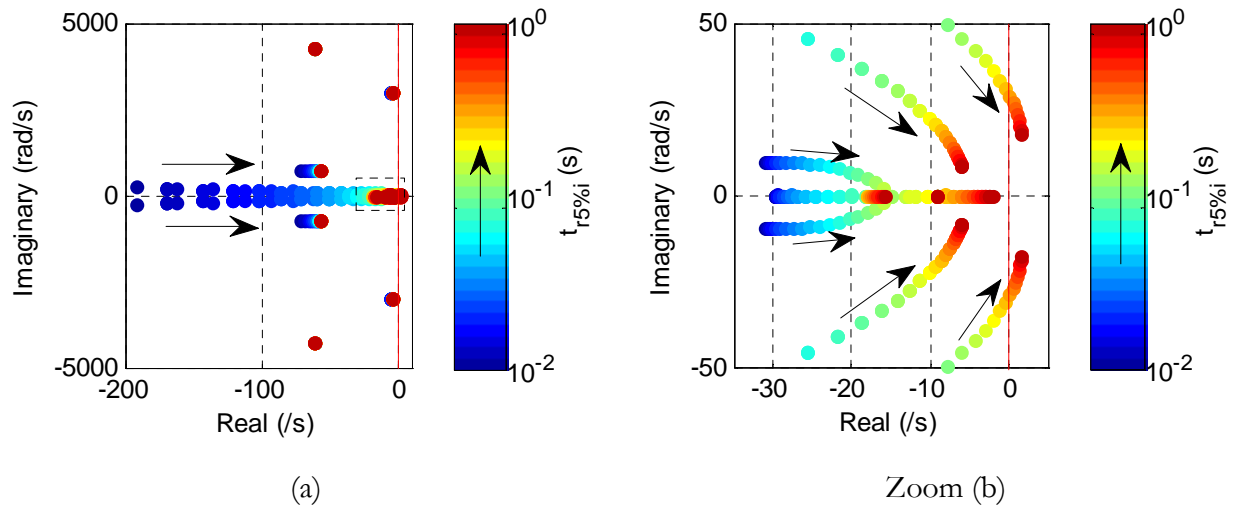 5000
0
-5000
Imaginary (rad/s)
-200
-100
0
Real (/s)
10^0
10^-1
10^-2
t_r5%i (s)
50
0
-50
Imaginary (rad/s)
-30
-20
-10
0
Real (/s)
10^0
10^-1
10^-2
t_r5%i (s)
(a)
Zoom (b)